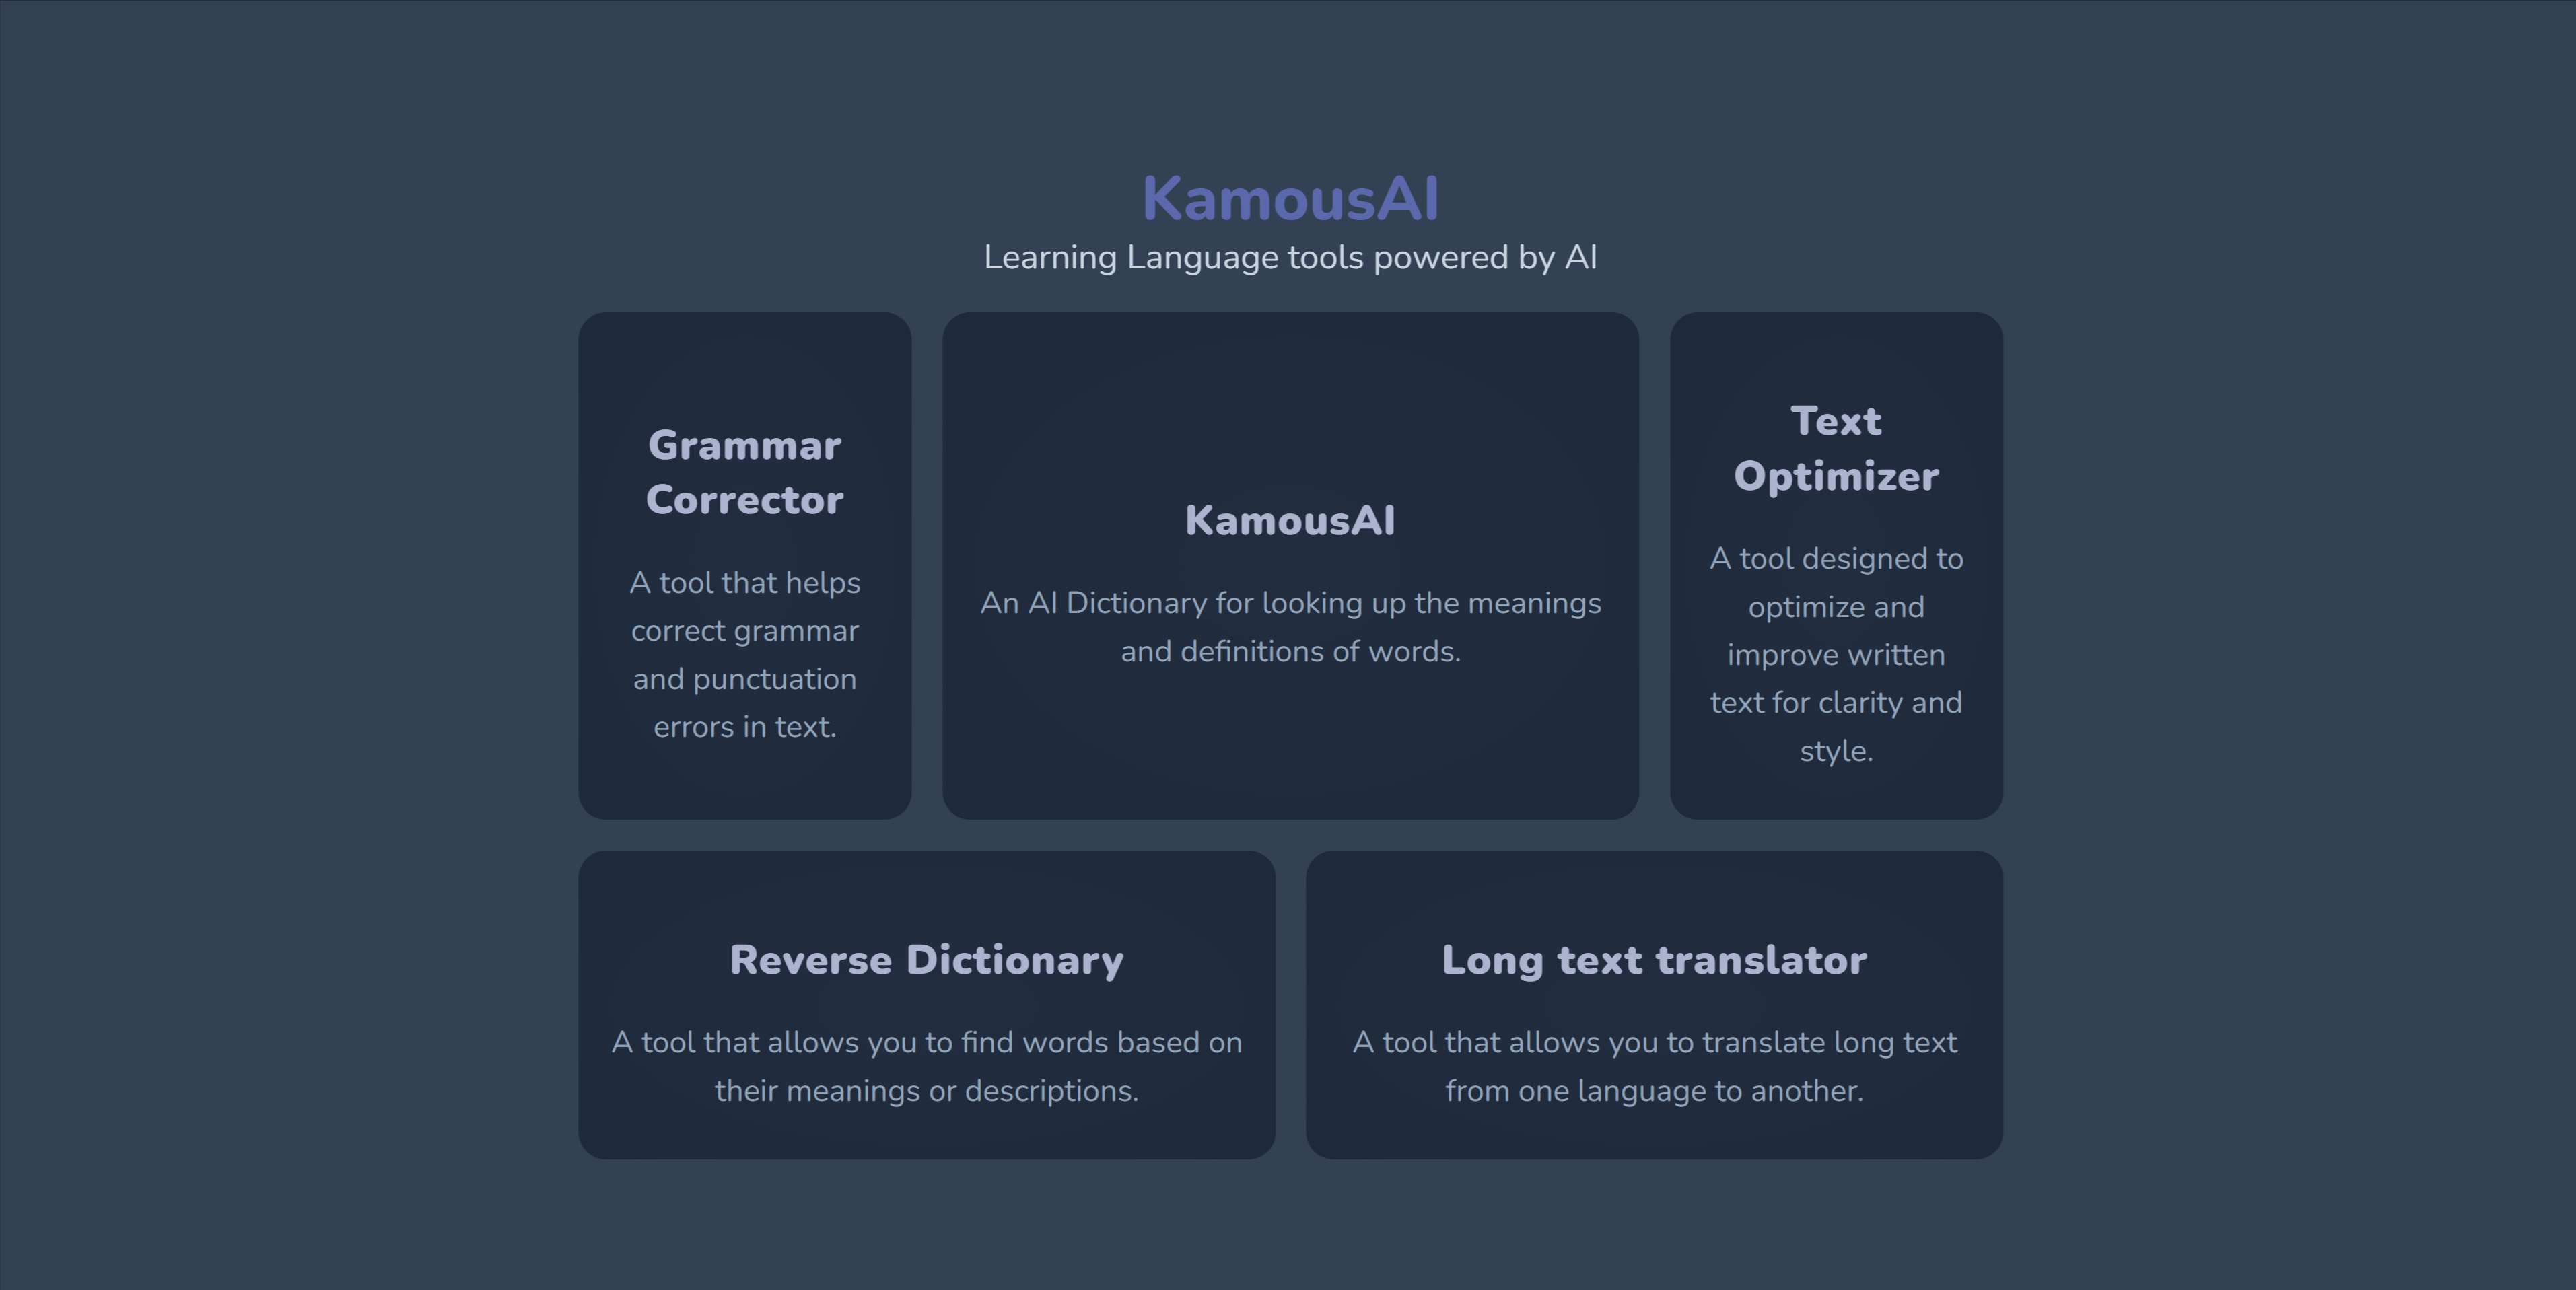 KamousAI
Learning Language tools powered by AI
Grammar
Corrector
A tool that helps
correct grammar
and punctuation
errors in text.
KamousAI
An AI Dictionary for looking up the meanings
and definitions of words.
Text
Optimizer
A tool designed to
optimize and
improve written
text for clarity and
style.
Reverse Dictionary
A tool that allows you to find words based on
their meanings or descriptions.
Long text translator
A tool that allows you to translate long text
from one language to another.